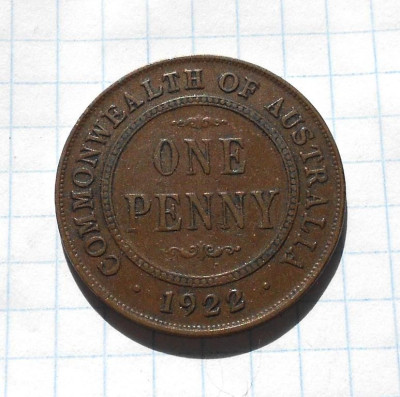 COMMONWEALTH OF AUSTRALIA
ONE
PENNY
· 1922 ·